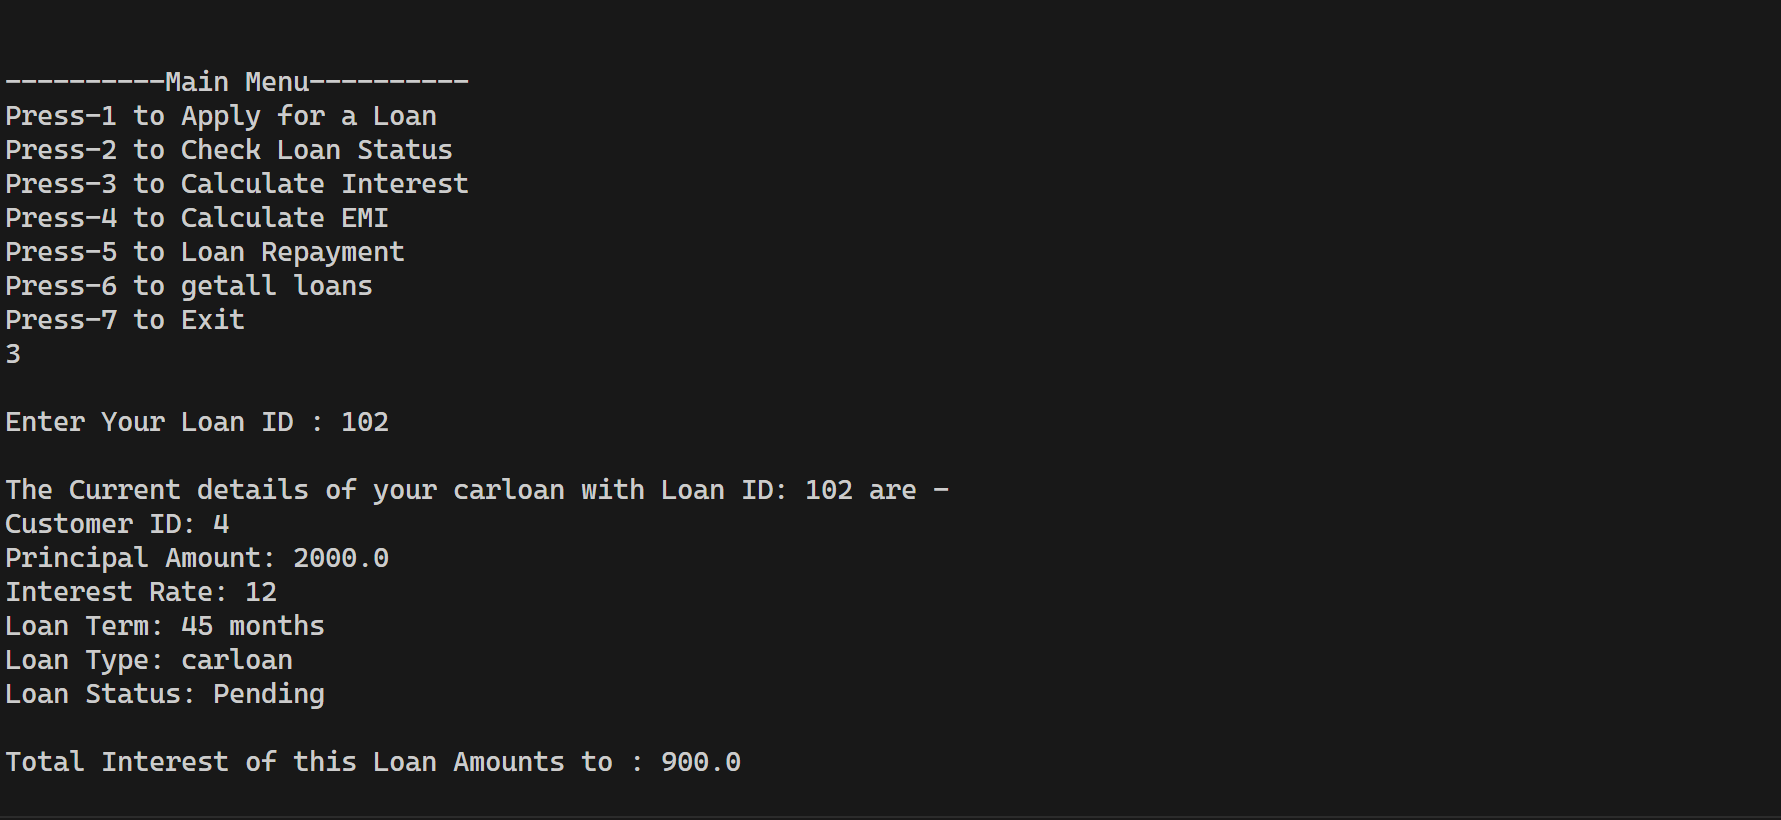 ----------Main Menu----------
Press-1 to Apply for a Loan
Press-2 to Check Loan Status
Press-3 to Calculate Interest
Press-4 to Calculate EMI
Press-5 to Loan Repayment
Press-6 to getall loans
Press-7 to Exit
3
Enter Your Loan ID : 102
The Current details of your carloan with Loan ID: 102 are -
Customer ID: 4
Principal Amount: 2000.0
Interest Rate: 12
Loan Term: 45 months
Loan Type: carloan
Loan Status: Pending
Total Interest of this Loan Amounts to : 900.0